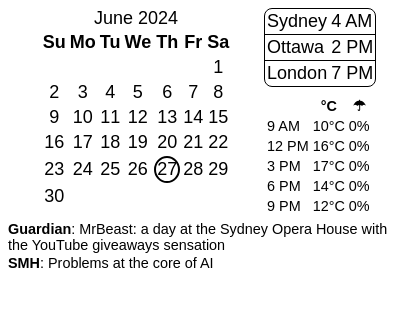 June 2024
Su Mo Tu We Th Fr Sa
1
2 3 4 5 6 7 8
9 10 11 12 13 14 15
16 17 18 19 20 21 22
23 24 25 26 27 28 29
30
Sydney 4 AM
Ottawa 2 PM
London 7 PM
°C ☂
9 AM 10°C 0%
12 PM 16°C 0%
3 PM 17°C 0%
6 PM 14°C 0%
9 PM 12°C 0%
Guardian: MrBeast: a day at the Sydney Opera House with
the YouTube giveaways sensation
SMH: Problems at the core of AI